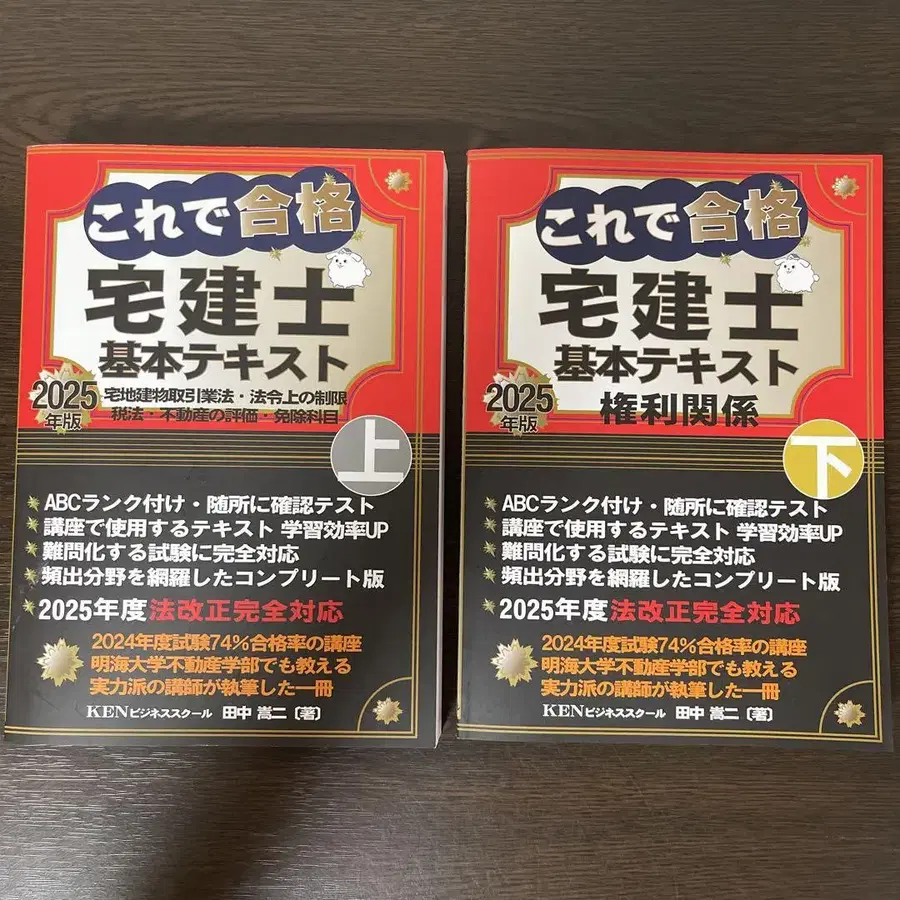 これで合格
宅建士
基本テキスト
2025
年版
宅地建物取引業法・法令上の制限
税法・不動産の評価・免除科目
上
ABCランク付け・随所に確認テスト
講座で使用するテキスト 学習効率UP
難問化する試験に完全対応
頻出分野を網羅したコンプリート版
2025年度法改正完全対応
2024年度試験74%合格率の講座
明海大学不動産学部でも教える
実力派の講師が執筆した一冊
KENビジネススクール 田中 嵩二〔著〕
これで合格
宅建士
基本テキスト
2025
年版
権利関係
下
ABCランク付け・随所に確認テスト
講座で使用するテキスト 学習効率UP
難問化する試験に完全対応
頻出分野を網羅したコンプリート版
2025年度法改正完全対応
2024年度試験74%合格率の講座
明海大学不動産学部でも教える
実力派の講師が執筆した一冊
KENビジネススクール 田中 嵩二〔著〕